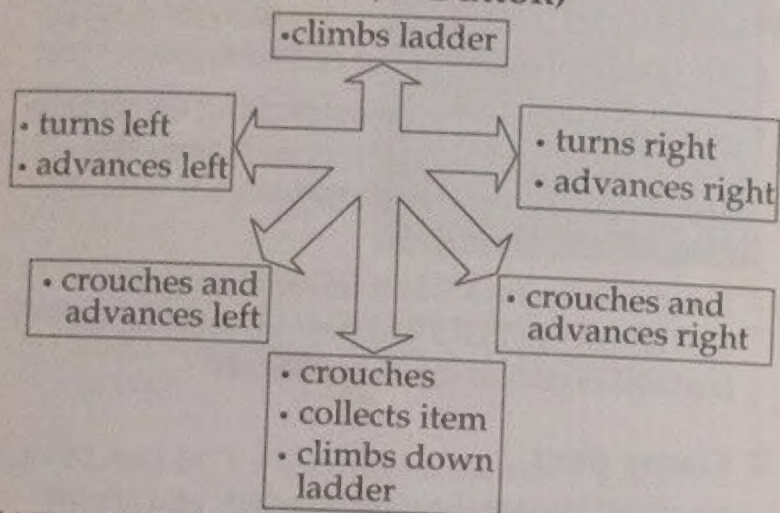 •climbs ladder
• turns left
• advances left
• turns right
• advances right
• crouches and
advances left
• crouches and
advances right
• crouches
• collects item
• climbs down
ladder